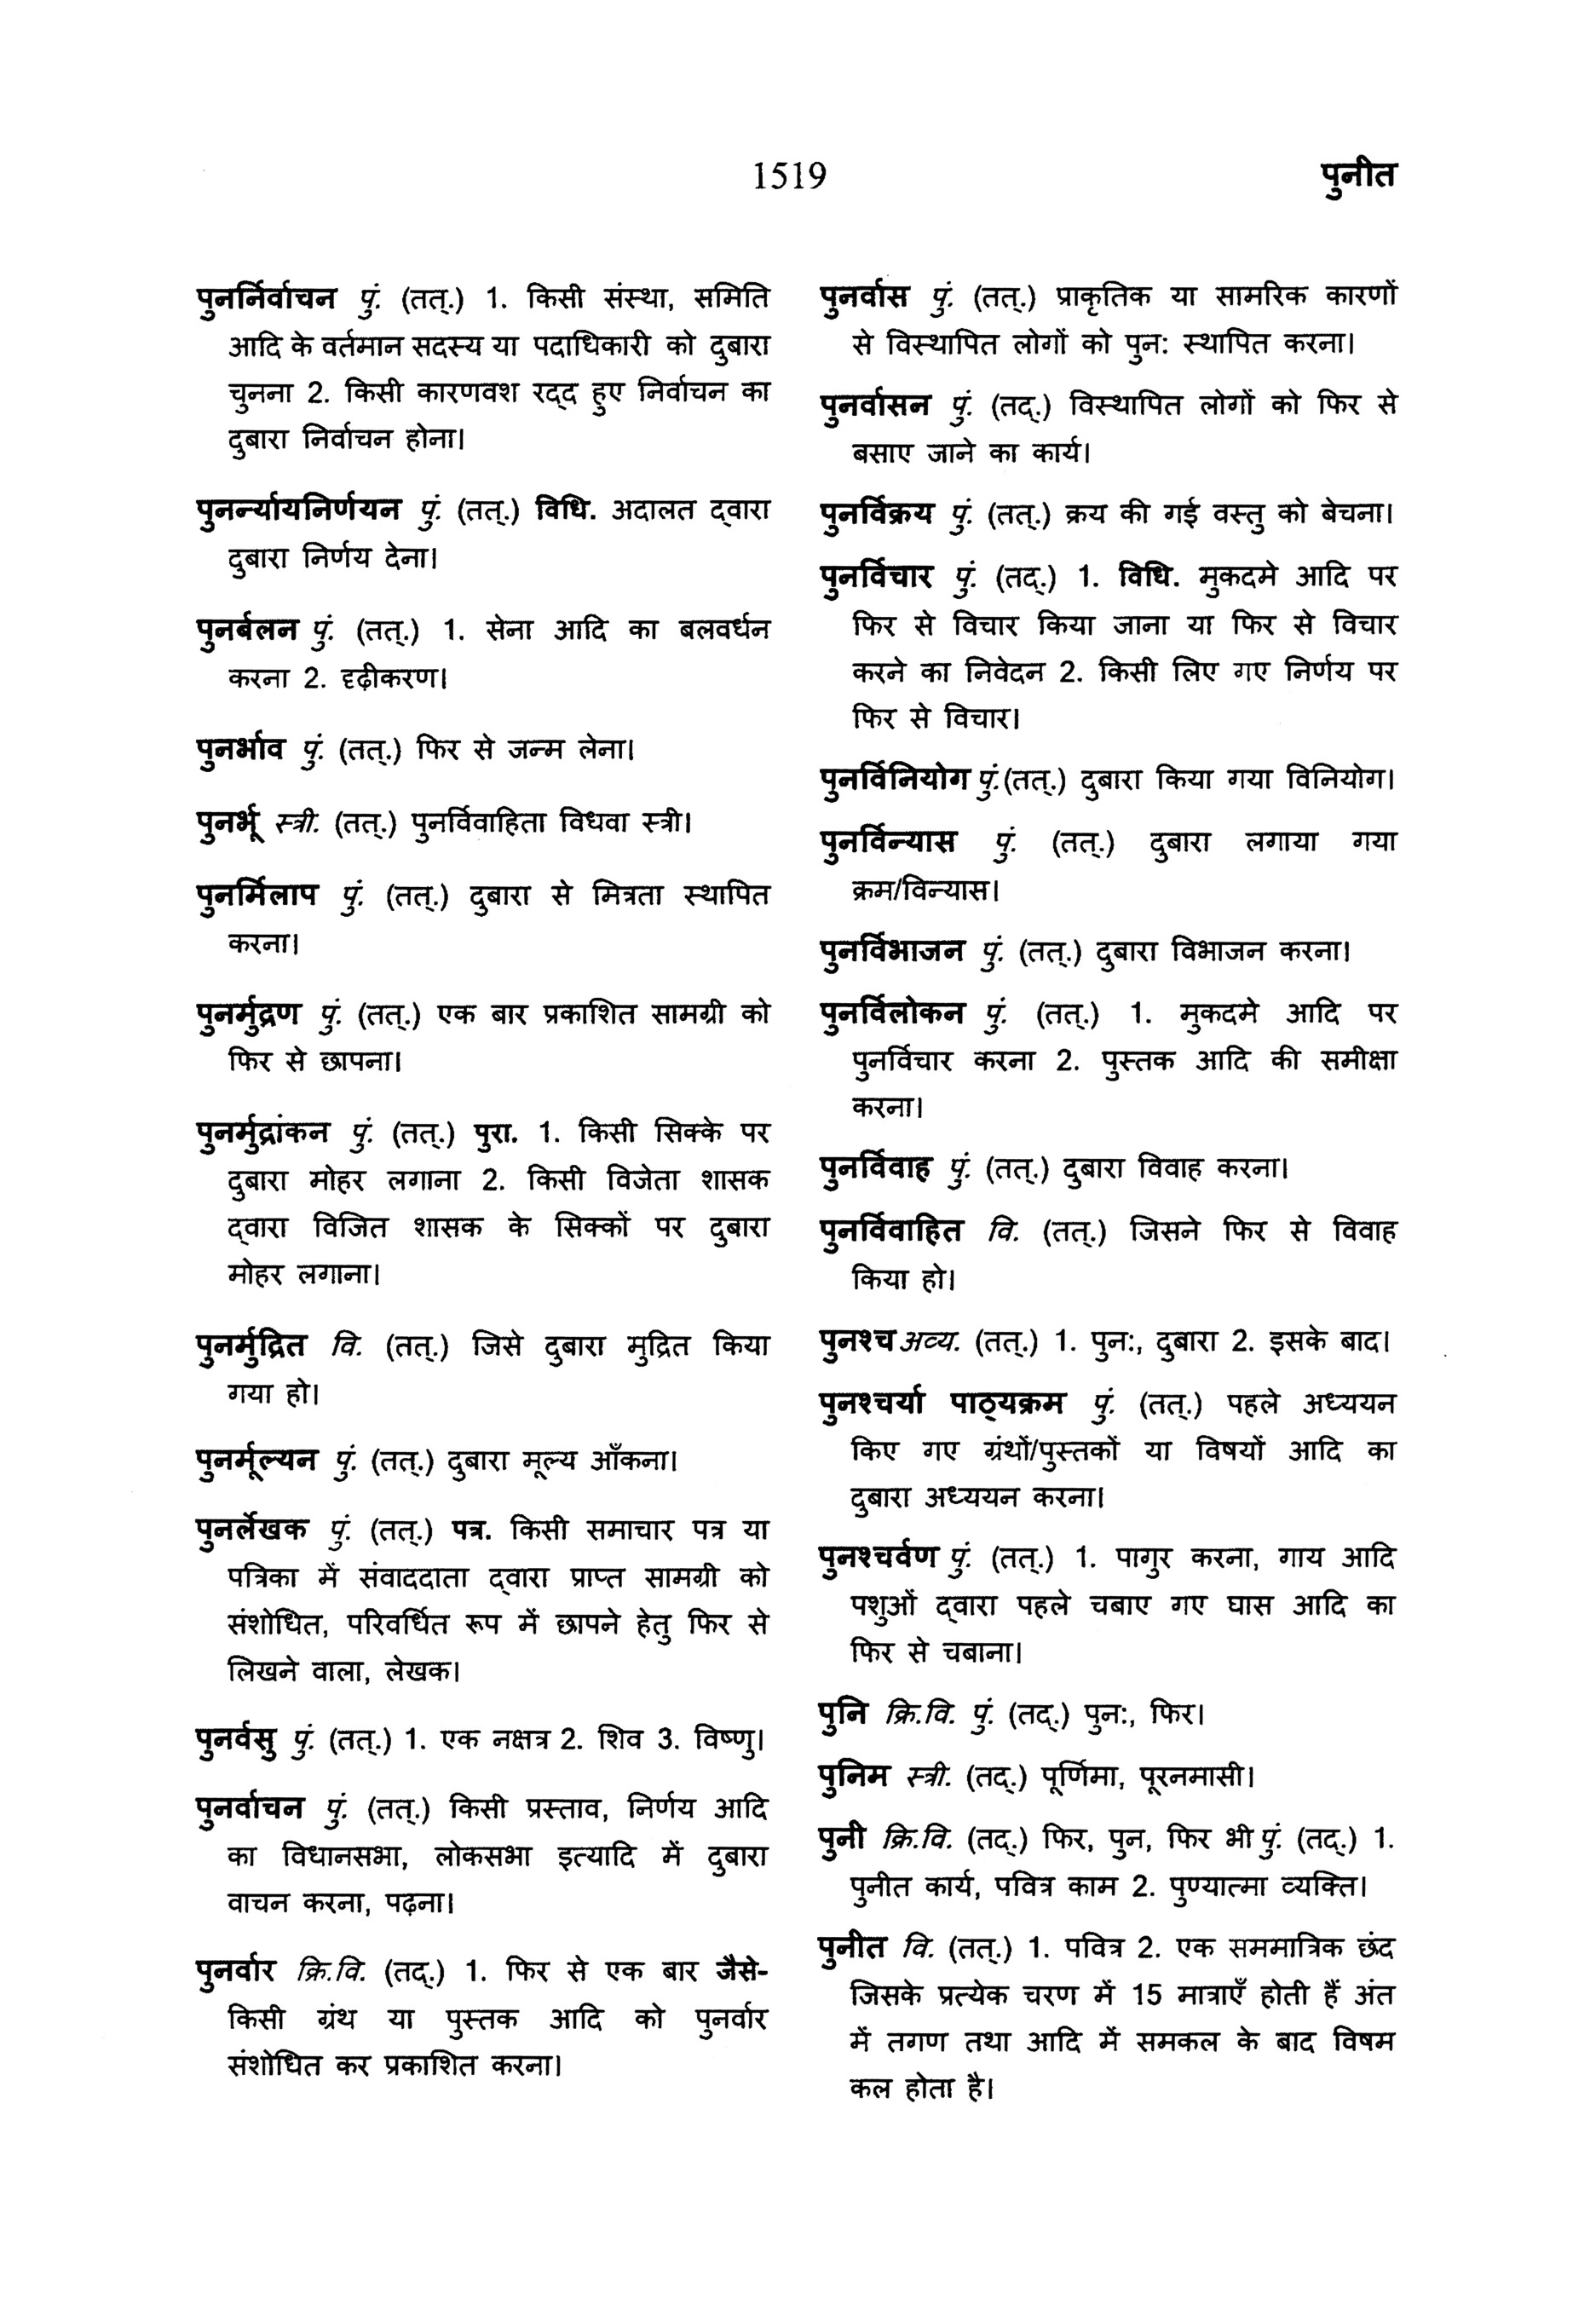 1519
पुनीत
पुनर्निर्वाचन पुं. (तत्.) 1. किसी संस्था, समिति
आदि के वर्तमान सदस्य या पदाधिकारी को दुबारा
चुनना 2. किसी कारणवश रद्द हुए निर्वाचन का
दुबारा निर्वाचन होना।
पुनर्न्यायनिर्णयन पुं. (तत्.) विधि. अदालत द्वारा
दुबारा निर्णय देना।
पुनर्बलन पुं. (तत्.) 1. सेना आदि का बलवर्धन
करना 2. दृढ़ीकरण।
पुनर्भाव पुं. (तत्.) फिर से जन्म लेना।
पुनर्भू स्त्री. (तत्.) पुनर्विवाहिता विधवा स्त्री।
पुनर्मिलाप पुं. (तत्.) दुबारा से मित्रता स्थापित
करना।
पुनर्मुद्रण पुं. (तत्.) एक बार प्रकाशित सामग्री को
फिर से छापना।
पुनर्मुद्रांकन पुं. (तत्.) पुरा. 1. किसी सिक्के पर
दुबारा मोहर लगाना 2. किसी विजेता शासक
द्वारा विजित शासक के सिक्कों पर दुबारा
मोहर लगाना।
पुनर्मुद्रित वि. (तत्.) जिसे दुबारा मुद्रित किया
गया हो।
पुनर्मूल्यन पुं. (तत्.) दुबारा मूल्य आँकना।
पुनर्लेखक पुं. (तत्.) पत्र. किसी समाचार पत्र या
पत्रिका में संवाददाता द्वारा प्राप्त सामग्री को
संशोधित, परिवर्धित रूप में छापने हेतु फिर से
लिखने वाला, लेखक।
पुनर्वसु पुं. (तत्.) 1. एक नक्षत्र 2. शिव 3. विष्णु।
पुनर्वाचन पुं. (तत्.) किसी प्रस्ताव, निर्णय आदि
का विधानसभा, लोकसभा इत्यादि में दुबारा
वाचन करना, पढ़ना।
पुनर्वार क्रि.वि. (तद्.) 1. फिर से एक बार जैसे-
किसी ग्रंथ या पुस्तक आदि को पुनर्वार
संशोधित कर प्रकाशित करना।
पुनर्वास पुं. (तत्.) प्राकृतिक या सामरिक कारणों
से विस्थापित लोगों को पुन: स्थापित करना।
पुनर्वासन पुं. (तद्.) विस्थापित लोगों को फिर से
बसाए जाने का कार्य।
पुनर्विक्रय पुं. (तत्.) क्रय की गई वस्तु को बेचना।
पुनर्विचार पुं. (तद्.) 1. विधि. मुकदमे आदि पर
फिर से विचार किया जाना या फिर से विचार
करने का निवेदन 2. किसी लिए गए निर्णय पर
फिर से विचार।
पुनर्विनियोग पुं.(तत्.) दुबारा किया गया विनियोग।
पुनर्विन्यास पुं. (तत्.) दुबारा लगाया गया
क्रम/विन्यास।
पुनर्विभाजन पुं. (तत्.) दुबारा विभाजन करना।
पुनर्विलोकन पुं. (तत्.) 1. मुकदमे आदि पर
पुनर्विचार करना 2. पुस्तक आदि की समीक्षा
करना।
पुनर्विवाह पुं. (तत्.) दुबारा विवाह करना।
पुनर्विवाहित वि. (तत्.) जिसने फिर से विवाह
किया हो।
पुनश्च अव्य. (तत्.) 1. पुन:, दुबारा 2. इसके बाद।
पुनश्चर्या पाठ्यक्रम पुं. (तत्.) पहले अध्ययन
किए गए ग्रंथों/पुस्तकों या विषयों आदि का
दुबारा अध्ययन करना।
पुनश्चर्वण पुं. (तत्.) 1. पागुर करना, गाय आदि
पशुओं द्वारा पहले चबाए गए घास आदि का
फिर से चबाना।
पुनि क्रि.वि. पुं. (तद्.) पुन:, फिर।
पुनिम स्त्री. (तद्.) पूर्णिमा, पूरनमासी।
पुनी क्रि.वि. (तद्.) फिर, पुन, फिर भी पुं. (तद्.) 1.
पुनीत कार्य, पवित्र काम 2. पुण्यात्मा व्यक्ति।
पुनीत वि. (तत्.) 1. पवित्र 2. एक सममात्रिक छंद
जिसके प्रत्येक चरण में 15 मात्राएँ होती हैं अंत
में तगण तथा आदि में समकल के बाद विषम
कल होता है।